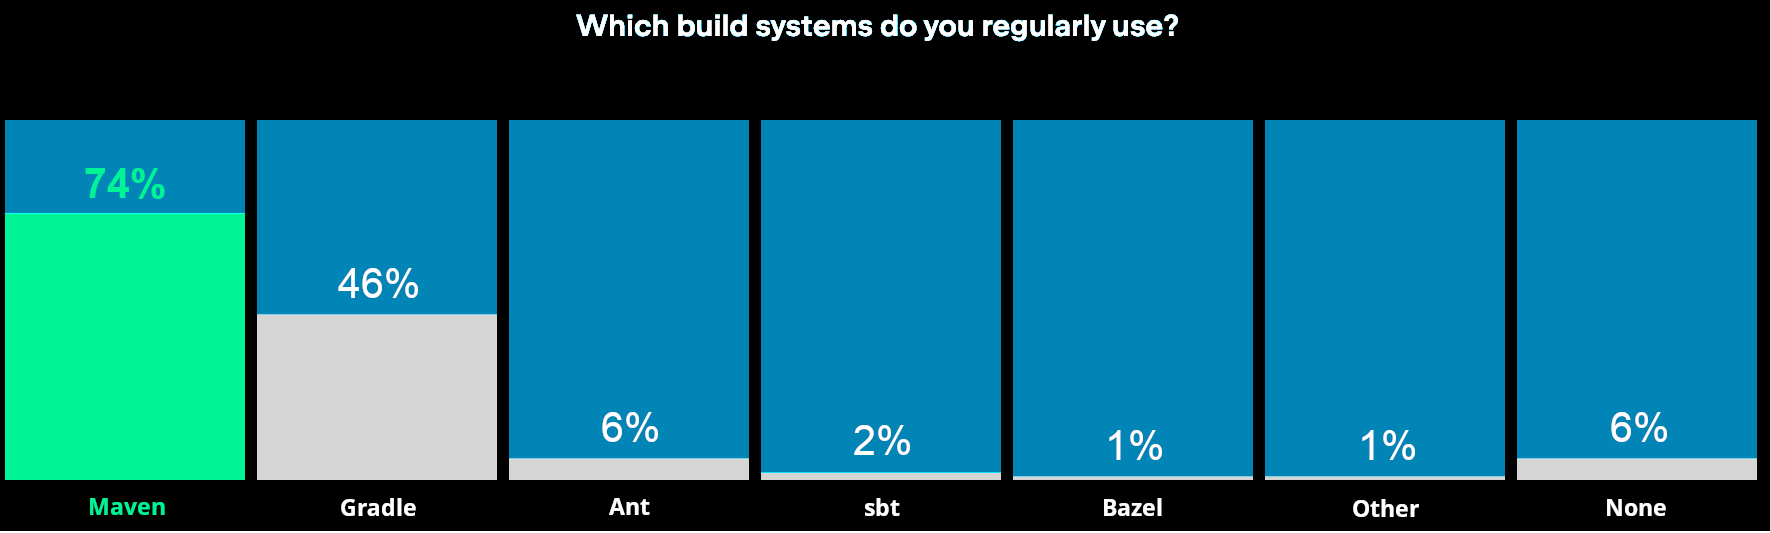 Which build systems do you regularly use?
74%
46%
6%
2%
1%
1%
6%
Maven
Gradle
Ant
sbt
Bazel
Other
None